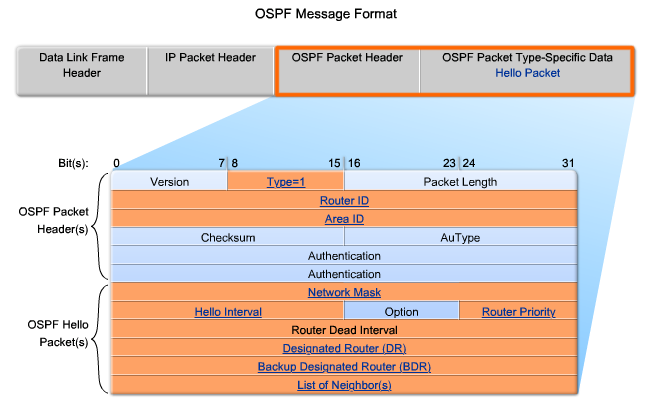 OSPF Message Format
Data Link Frame Header
IP Packet Header
OSPF Packet Header
OSPF Packet Type-Specific Data
Hello Packet
Bit(s):
0 7 8 15 16 23 24 31
OSPF Packet Header(s)
Version Type=1 Packet Length
Router ID
Area ID
Checksum AuType
Authentication
Authentication
OSPF Hello Packet(s)
Network Mask
Hello Interval Option Router Priority
Router Dead Interval
Designated Router (DR)
Backup Designated Router (BDR)
List of Neighbor(s)